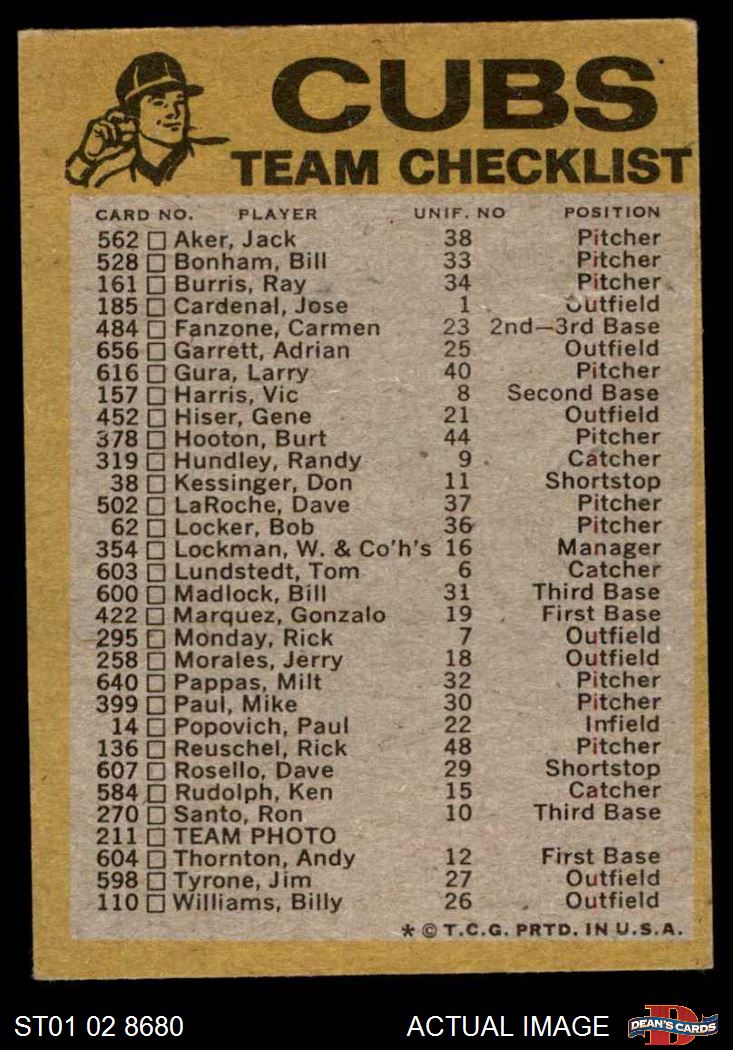 CUBS
TEAM CHECKLIST
CARD NO. PLAYER UNIF. NO POSITION
562 Aker, Jack 38 Pitcher
528 Bonham, Bill 33 Pitcher
161 Burris, Ray 34 Pitcher
185 Cardenal, Jose 1 Outfield
484 Fanzone, Carmen 23 2nd—3rd Base
656 Garrett, Adrian 25 Outfield
616 Gura, Larry 40 Pitcher
157 Harris, Vic 8 Second Base
452 Hiser, Gene 21 Outfield
378 Hooton, Burt 44 Pitcher
319 Hundley, Randy 9 Catcher
38 Kessinger, Don 11 Shortstop
502 LaRoche, Dave 37 Pitcher
62 Locker, Bob 36 Pitcher
354 Lockman, W. & Co'h's 16 Manager
603 Lundstedt, Tom 6 Catcher
600 Madlock, Bill 31 Third Base
422 Marquez, Gonzalo 19 First Base
295 Monday, Rick 7 Outfield
258 Morales, Jerry 18 Outfield
640 Pappas, Milt 32 Pitcher
399 Paul, Mike 30 Pitcher
14 Popovich, Paul 22 Infield
136 Reuschel, Rick 48 Pitcher
607 Rosello, Dave 29 Shortstop
584 Rudolph, Ken 15 Catcher
270 Santo, Ron 10 Third Base
211 TEAM PHOTO
604 Thornton, Andy 12 First Base
598 Tyrone, Jim 27 Outfield
110 Williams, Billy 26 Outfield
* © T.C.G. PRTD. IN U.S.A.
ST01 02 8680 ACTUAL IMAGE DEAN'S CARDS